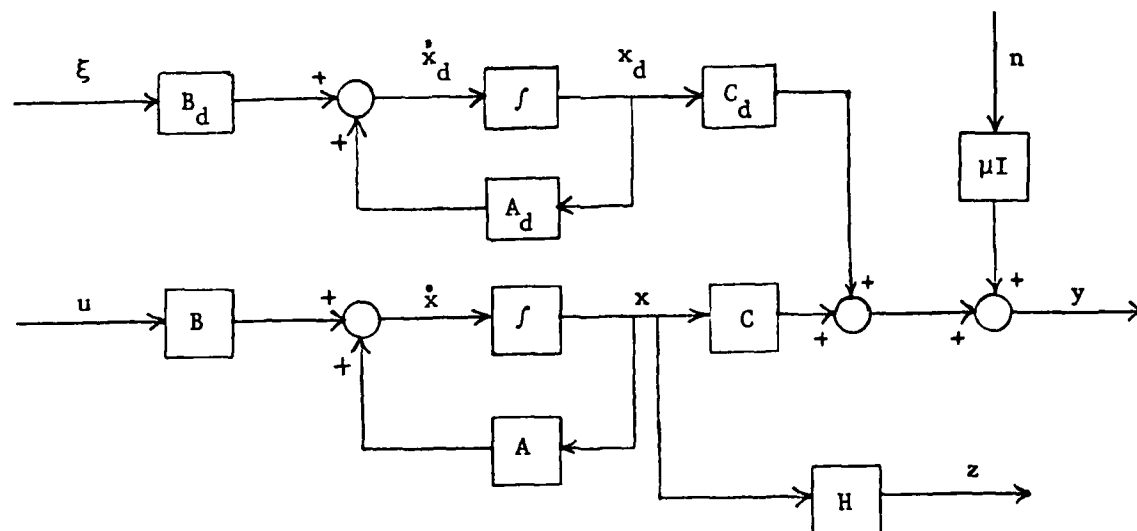 ξ
B_d
+
+
ẋ_d
∫
x_d
C_d
n
A_d
μI
u
B
+
+
ẋ
∫
x
C
+
+
+
+
y
A
H
z